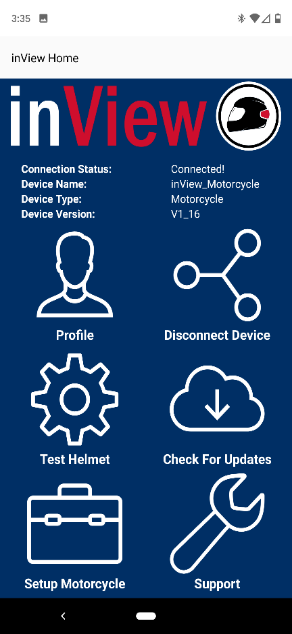 3:35
inView Home
inView
Connection Status: Connected!
Device Name: inView_Motorcycle
Device Type: Motorcycle
Device Version: V1_16
Profile Disconnect Device
Test Helmet Check For Updates
Setup Motorcycle Support